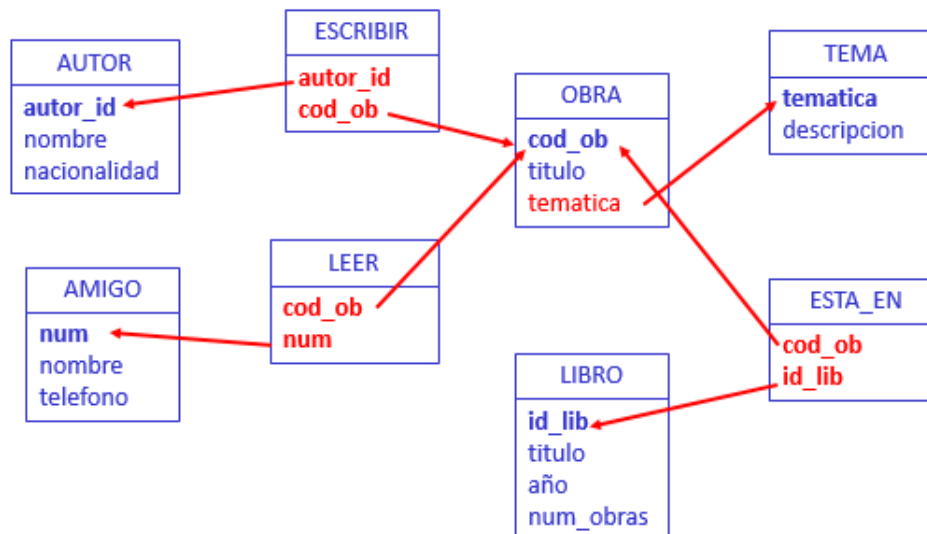 AUTOR
autor_id
nombre
nacionalidad
ESCRIBIR
autor_id
cod_ob
OBRA
cod_ob
titulo
tematica
TEMA
tematica
descripcion
AMIGO
num
nombre
telefono
LEER
cod_ob
num
LIBRO
id_lib
titulo
año
num_obras
ESTA_EN
cod_ob
id_lib